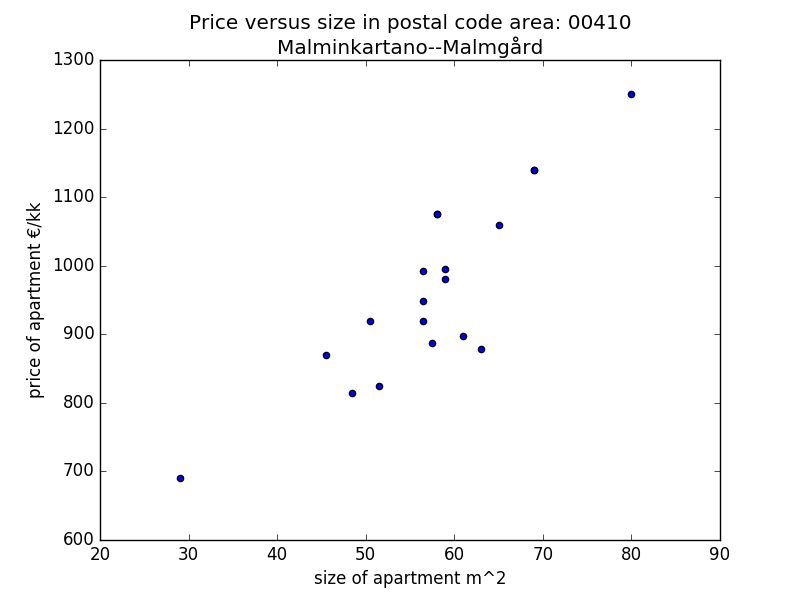 Price versus size in postal code area: 00410
Malminkartano--Malmgård
1300
1200
1100
1000
900
800
700
600
price of apartment €/kk
20 30 40 50 60 70 80 90
size of apartment m^2